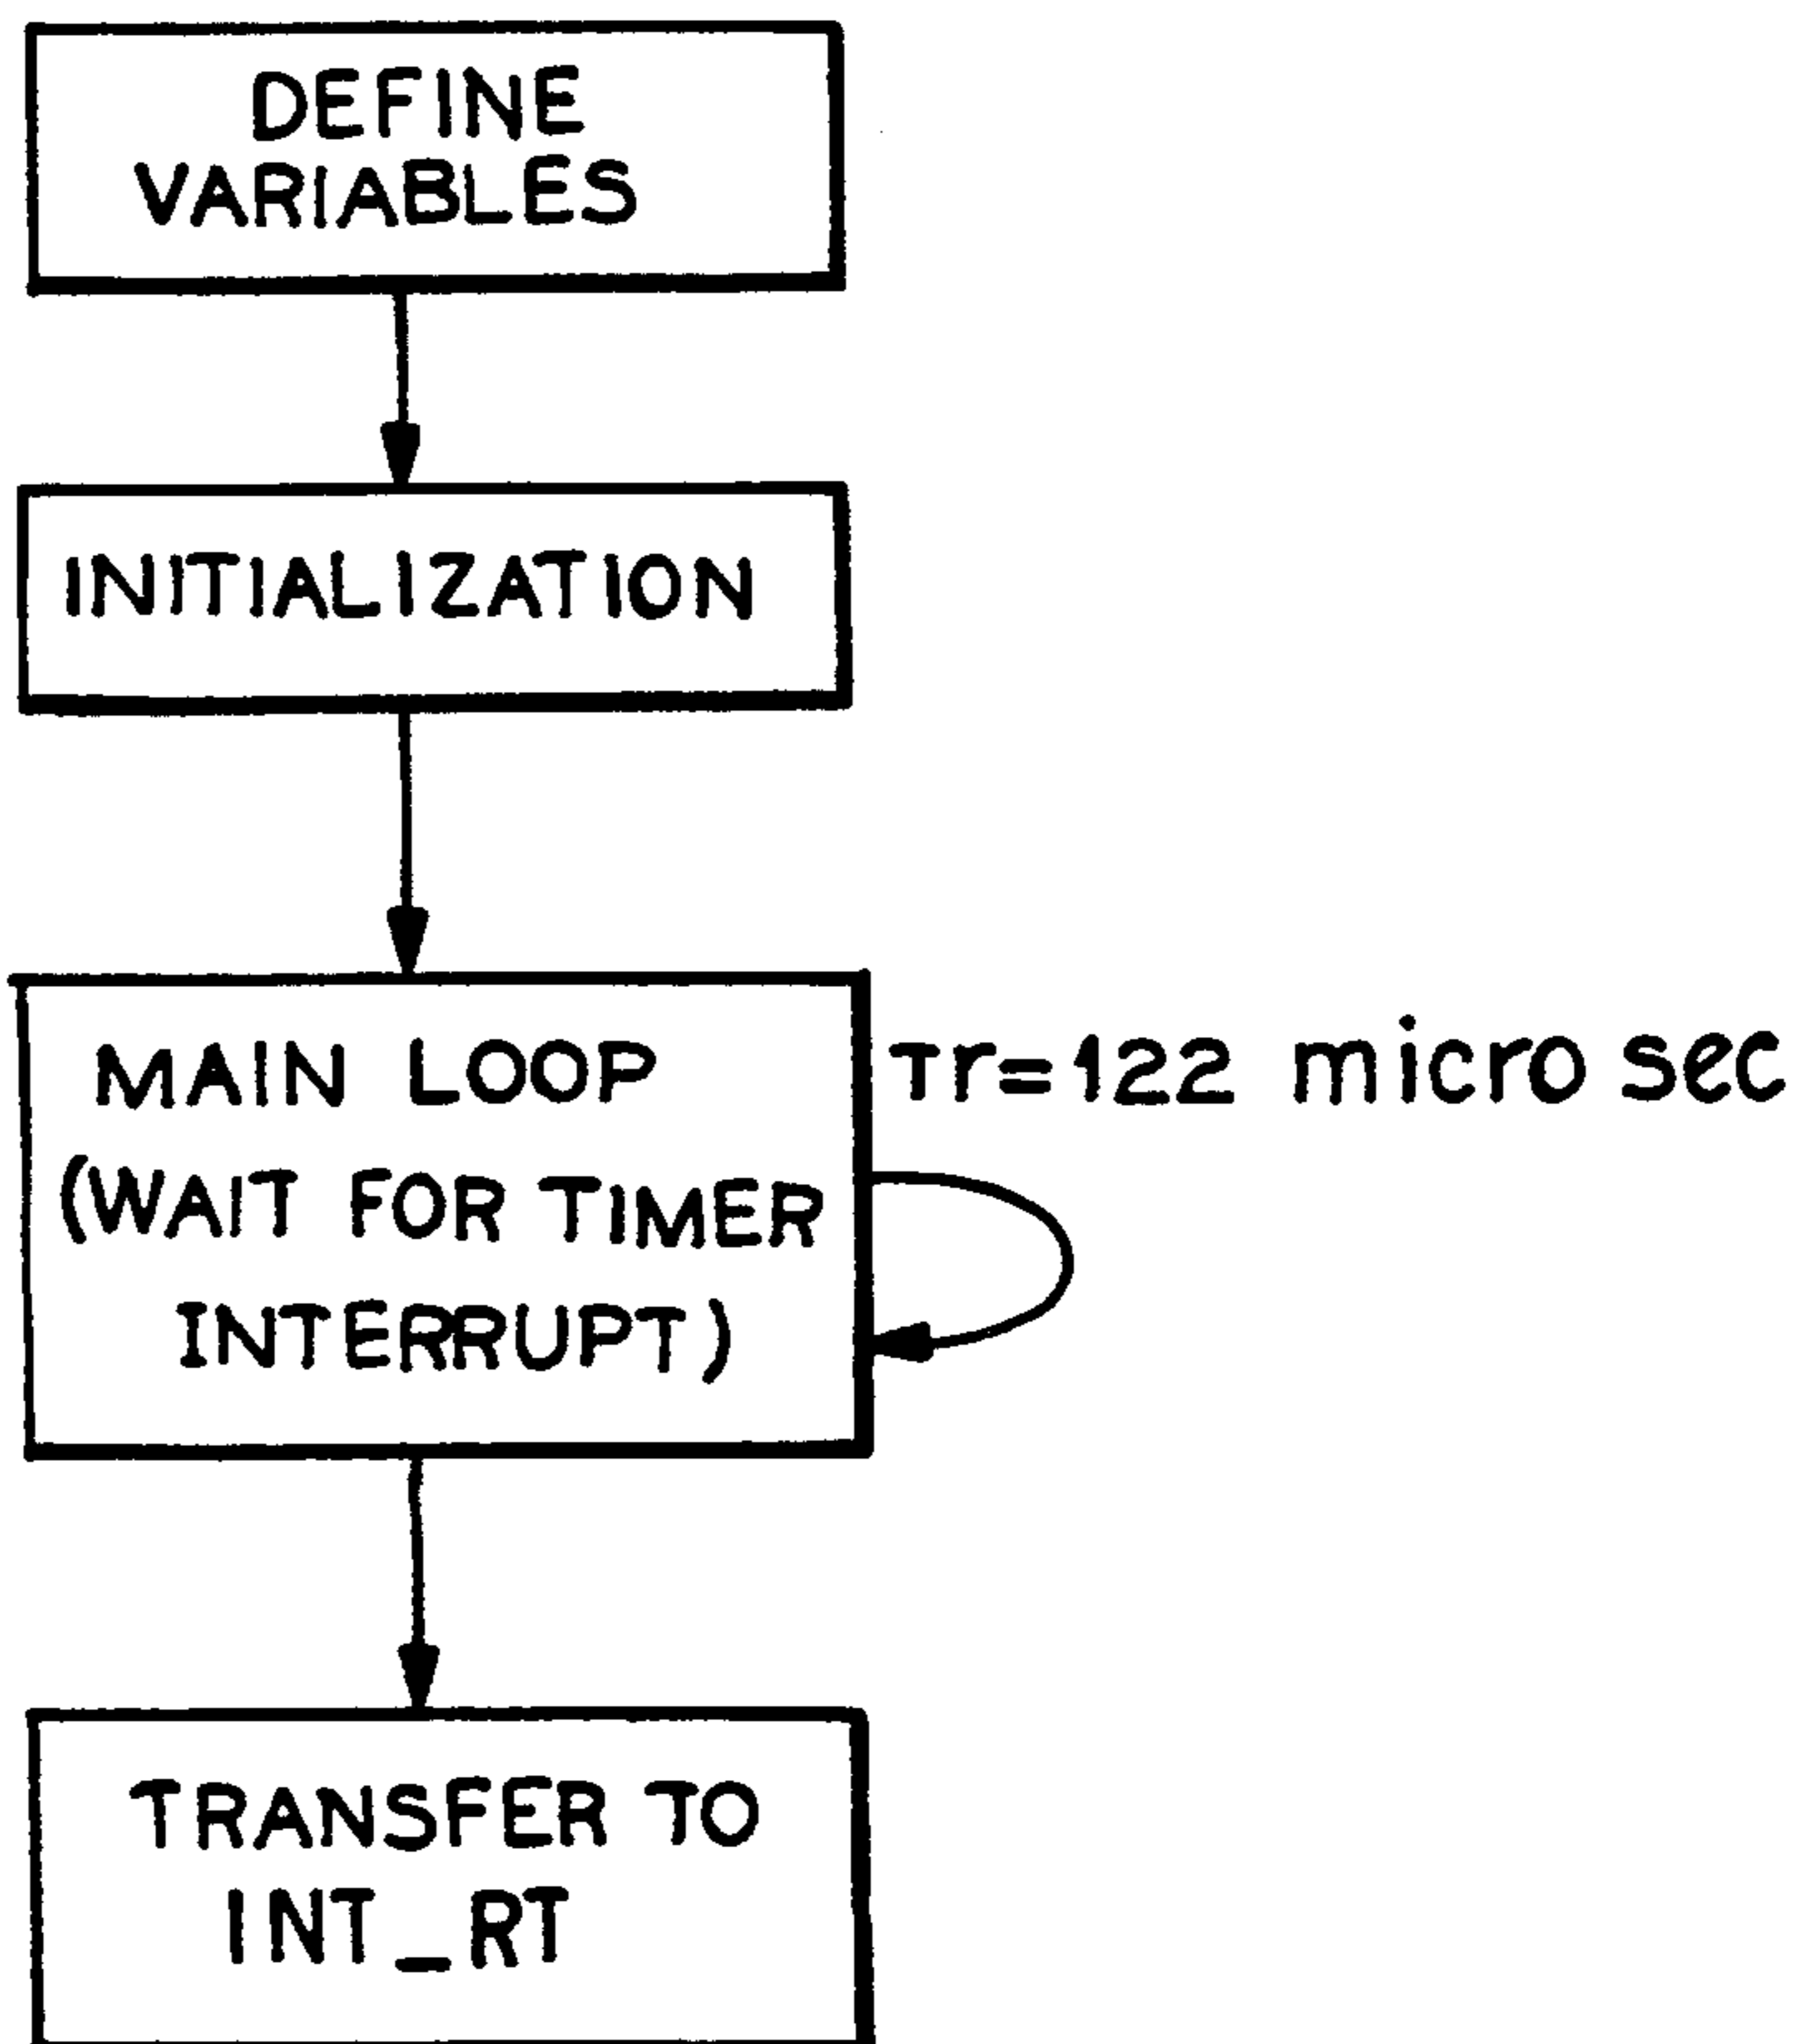 DEFINE
VARIABLES
INITIALIZATION
MAIN LOOP
Tr=122 micro sec
(WAIT FOR TIMER
INTERRUPT)
TRANSFER TO
INT_RT